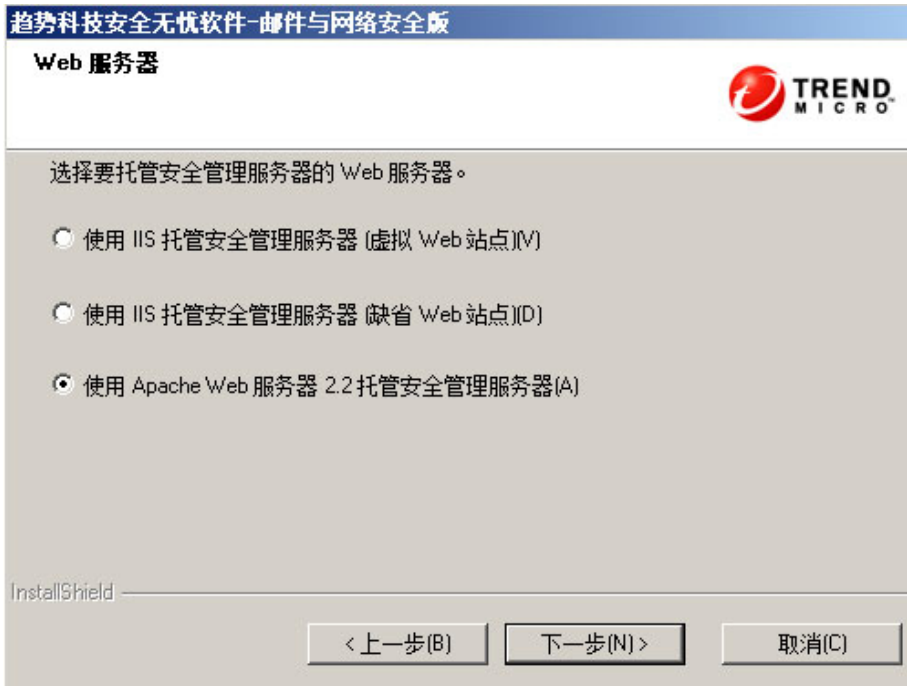 趋势科技安全无忧软件-邮件与网络安全版
Web 服务器
TREND
MICRO
选择要托管安全管理服务器的 Web 服务器。
使用 IIS 托管安全管理服务器 (虚拟 Web 站点)(V)
使用 IIS 托管安全管理服务器 (缺省 Web 站点)(D)
使用 Apache Web 服务器 2.2 托管安全管理服务器(A)
InstallShield
< 上一步(B)
下一步(N) >
取消(C)